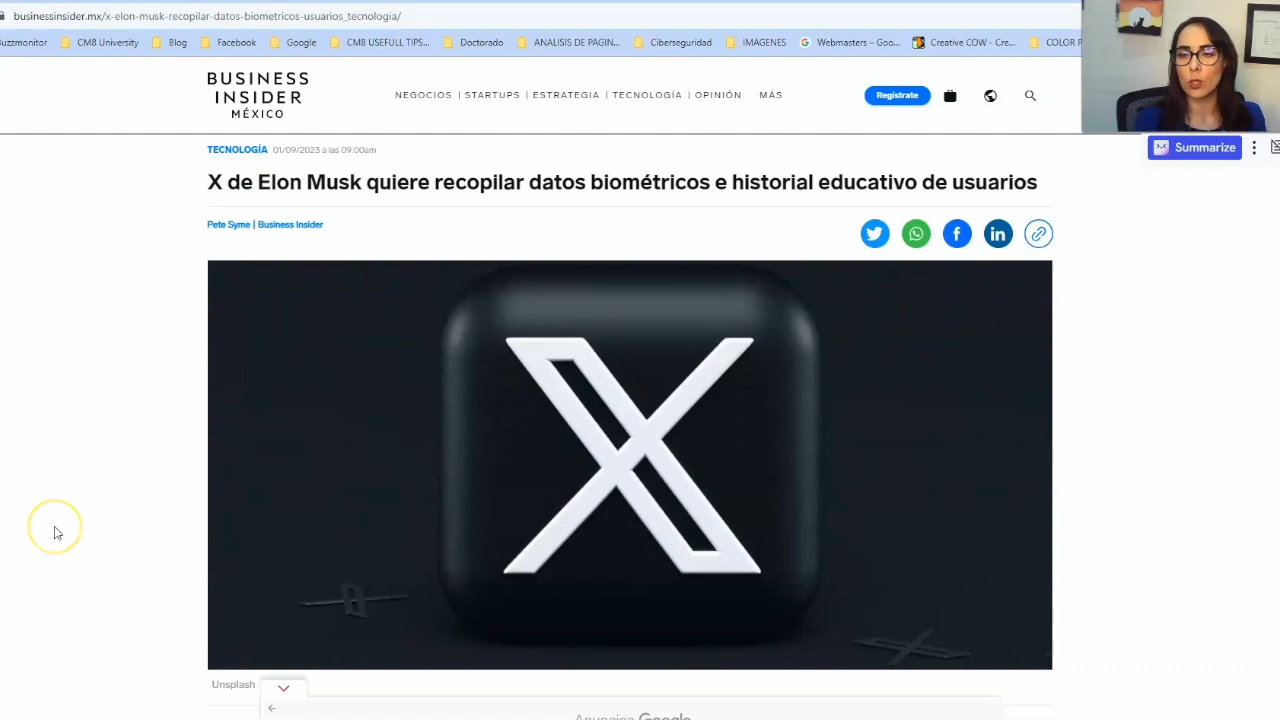 businessinsider.mx/x-elon-musk-recopilar-datos-biometricos-usuarios_tecnologia/
Buzzmonitor CM8 University Blog Facebook Google CM8 USEFULL TIPS... Doctorado ANALISIS DE PAGIN... Ciberseguridad IMAGENES Webmasters – Goo... Creative COW - Cre... COLOR P
BUSINESS
INSIDER
MÉXICO
NEGOCIOS | STARTUPS | ESTRATEGIA | TECNOLOGÍA | OPINIÓN MÁS
Regístrate
Summarize
TECNOLOGÍA 01/09/2023 a las 09:00am
X de Elon Musk quiere recopilar datos biométricos e historial educativo de usuarios
Pete Syme | Business Insider
X
Unsplash
Anuncios Google